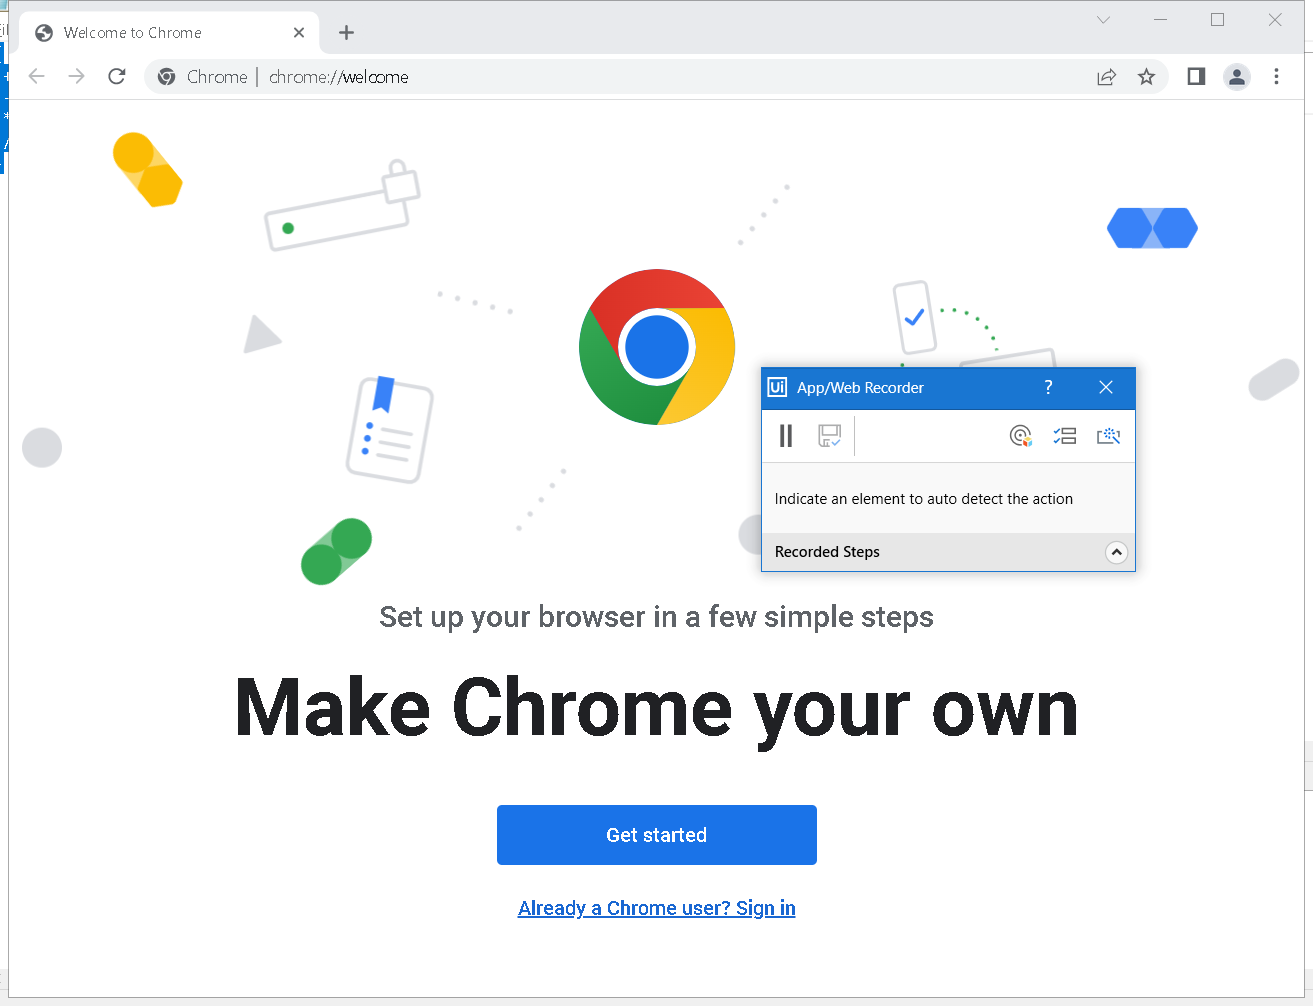 Welcome to Chrome
Chrome | chrome://welcome
Ui App/Web Recorder ?
Indicate an element to auto detect the action
Recorded Steps
Set up your browser in a few simple steps
Make Chrome your own
Get started
Already a Chrome user? Sign in